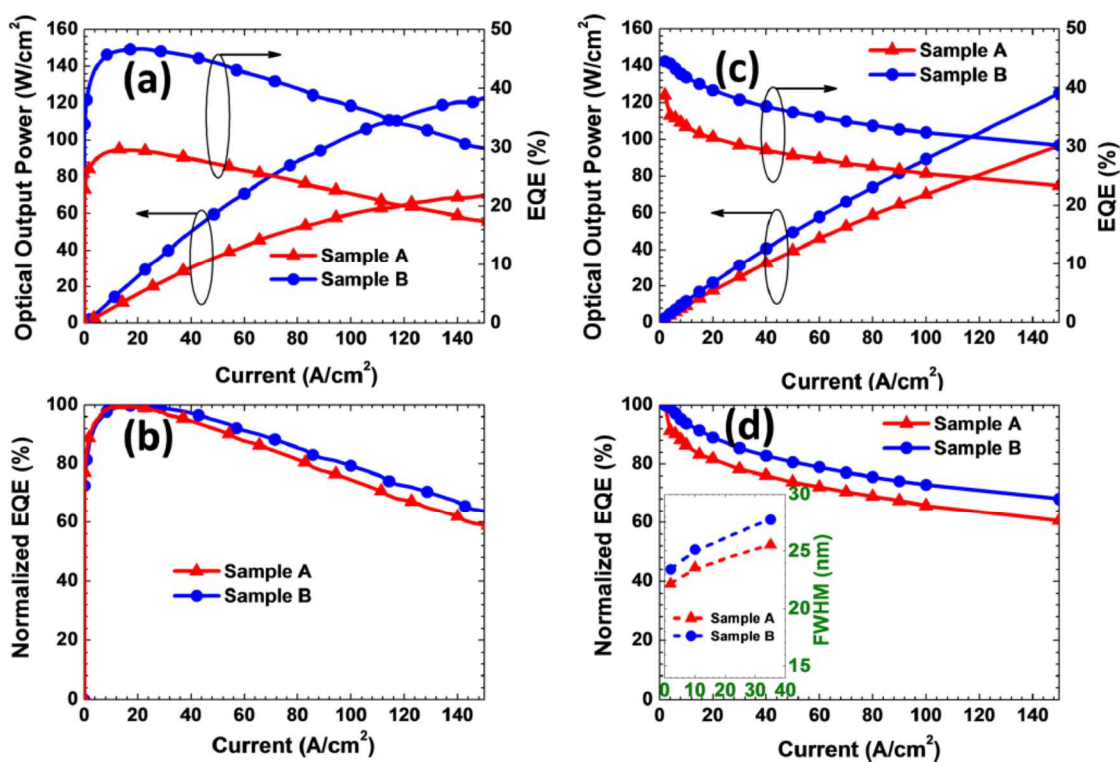 160 50
140 (a) 40
120
100 30
80
60 20
40 Sample A 10
20 Sample B
0 0
0 20 40 60 80 100 120 140
Optical Output Power (W/cm²)
EQE (%)
Current (A/cm²)
160 50
140 (c) Sample A 40
120 Sample B
100 30
80
60 20
40 10
20
0 0
0 20 40 60 80 100 120 140
Optical Output Power (W/cm²)
EQE (%)
Current (A/cm²)
100 (b)
80
60
40 Sample A
20 Sample B
0
0 20 40 60 80 100 120 140
Normalized EQE (%)
Current (A/cm²)
100 (d) Sample A
80 Sample B
60
40
20
0
0 20 40 60 80 100 120 140
Normalized EQE (%)
Current (A/cm²)
30
25
20
15
0 10 20 30 40
FWHM (nm)
Sample A
Sample B